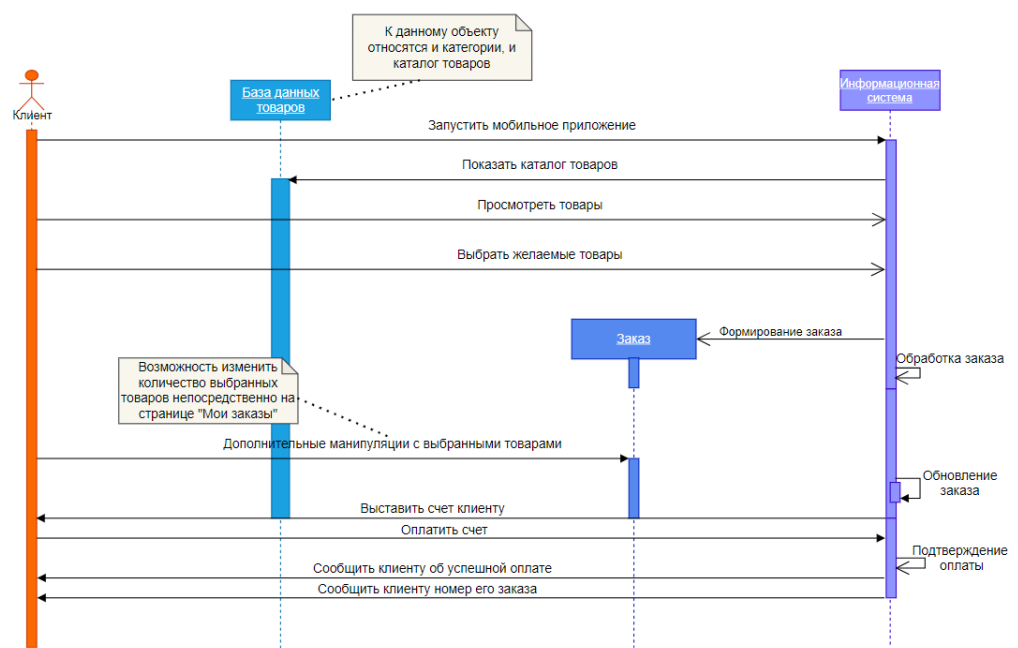 К данному объекту
относятся и категории, и
каталог товаров
Клиент
База данных
товаров
Информационная
система
Запустить мобильное приложение
Показать каталог товаров
Просмотреть товары
Выбрать желаемые товары
Заказ
Формирование заказа
Обработка заказа
Возможность изменить
количество выбранных
товаров непосредственно на
странице "Мои заказы"
Дополнительные манипуляции с выбранными товарами
Обновление
заказа
Выставить счет клиенту
Оплатить счет
Подтверждение
оплаты
Сообщить клиенту об успешной оплате
Сообщить клиенту номер его заказа